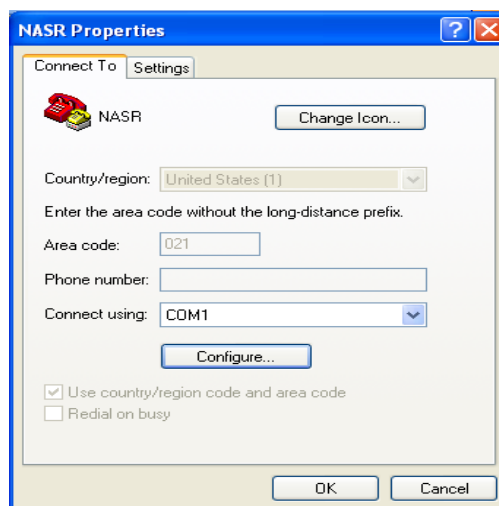 NASR Properties
Connect To
Settings
NASR
Change Icon...
Country/region: United States (1)
Enter the area code without the long-distance prefix.
Area code: 021
Phone number:
Connect using: COM1
Configure...
Use country/region code and area code
Redial on busy
OK
Cancel